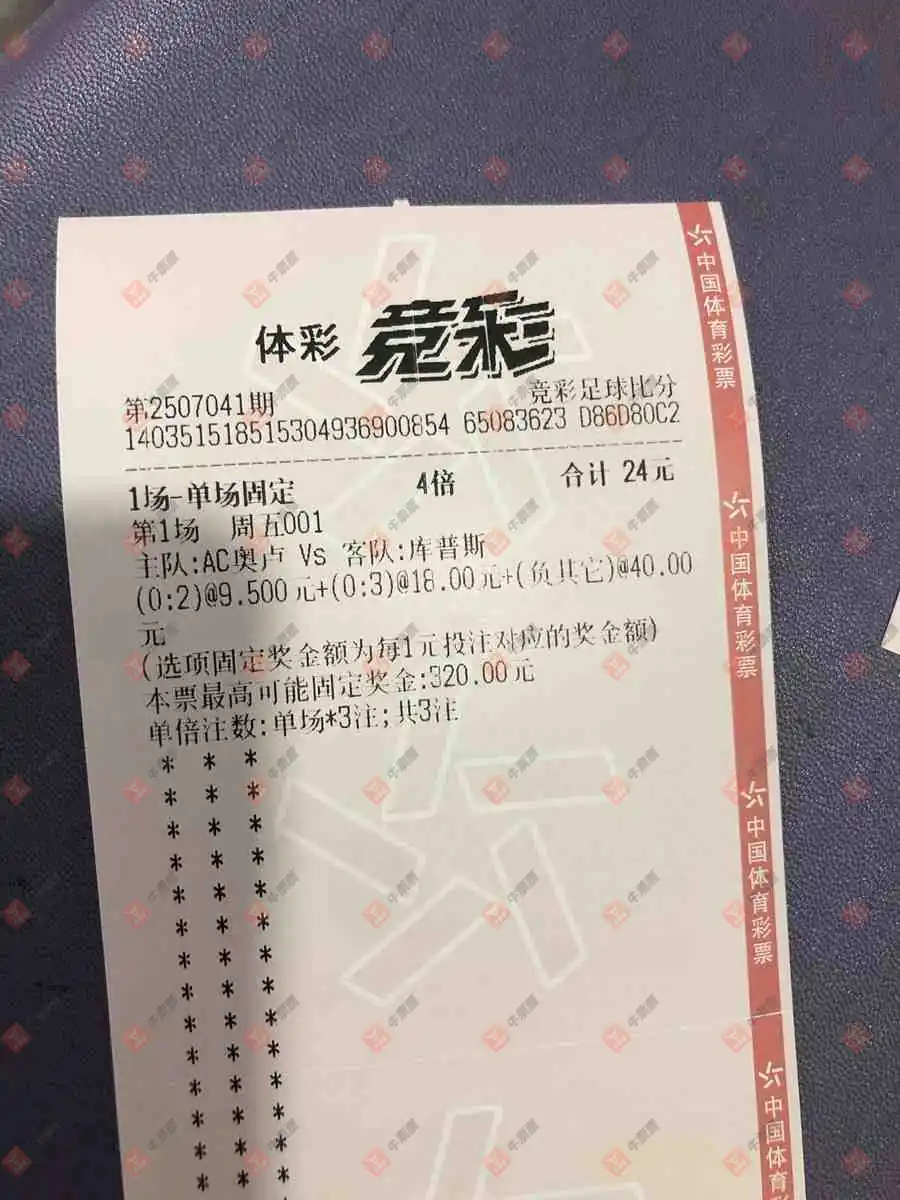 体彩 竞彩
第2507041期 竞彩足球比分
140351518515304936900854 65083623 D86D80C2
1场-单场固定 4倍 合计 24元
第1场 周五001
主队:AC奥卢 Vs 客队:库普斯
(0:2)@9.500元+(0:3)@18.00元+(负其它)@40.00
元
(选项固定奖金额为每1元投注对应的奖金额)
本票最高可能固定奖金:320.00元
单倍注数:单场*3注;共3注
* * *
* * *
* * *
* * *
* * *
* * *
* * *
* * *
* * *
* * *
* * *
* * *
* * *
* * *
中国体育彩票
中国体育彩票
中国体育彩票
中国体育